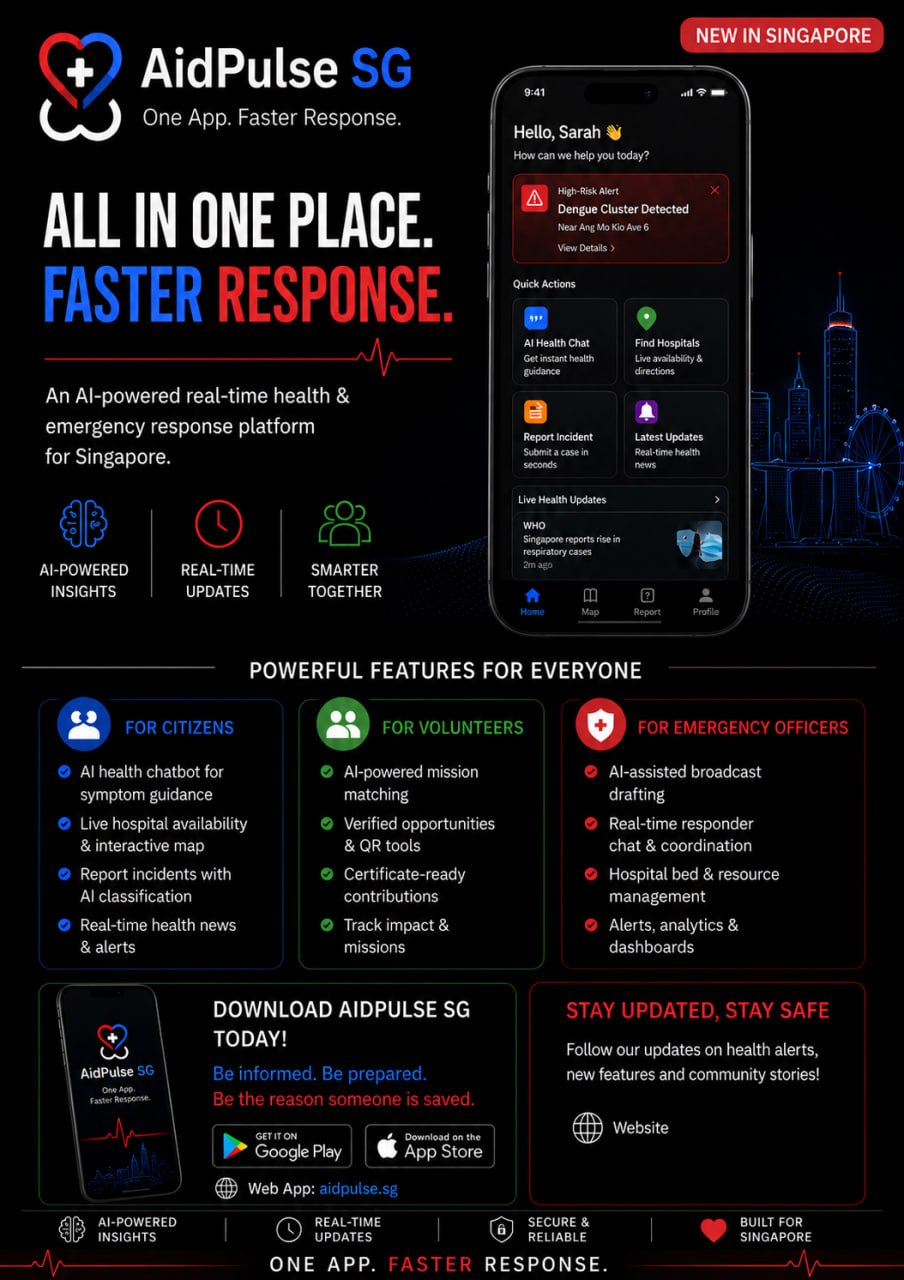 NEW IN SINGAPORE
AidPulse SG
One App. Faster Response.
ALL IN ONE PLACE.
FASTER RESPONSE.
An AI-powered real-time health &
emergency response platform
for Singapore.
AI-POWERED
INSIGHTS
REAL-TIME
UPDATES
SMARTER
TOGETHER
9:41
Hello, Sarah 👋
How can we help you today?
High-Risk Alert
Dengue Cluster Detected
Near Ang Mo Kio Ave 6
View Details >
Quick Actions
AI Health Chat
Get instant health
guidance
Find Hospitals
Live availability &
directions
Report Incident
Submit a case in
seconds
Latest Updates
Real-time health
news
Live Health Updates >
WHO
Singapore reports rise in
respiratory cases
2m ago
Home
Map
Report
Profile
POWERFUL FEATURES FOR EVERYONE
FOR CITIZENS
AI health chatbot for
symptom guidance
Live hospital availability
& interactive map
Report incidents with
AI classification
Real-time health news
& alerts
FOR VOLUNTEERS
AI-powered mission
matching
Verified opportunities
& QR tools
Certificate-ready
contributions
Track impact &
missions
FOR EMERGENCY OFFICERS
AI-assisted broadcast
drafting
Real-time responder
chat & coordination
Hospital bed & resource
management
Alerts, analytics &
dashboards
AidPulse SG
One App.
Faster Response.
DOWNLOAD AIDPULSE SG
TODAY!
Be informed. Be prepared.
Be the reason someone is saved.
GET IT ON
Google Play
Download on the
App Store
Web App: aidpulse.sg
STAY UPDATED, STAY SAFE
Follow our updates on health alerts,
new features and community stories!
Website
AI-POWERED
INSIGHTS
REAL-TIME
UPDATES
SECURE &
RELIABLE
BUILT FOR
SINGAPORE
ONE APP. FASTER RESPONSE.